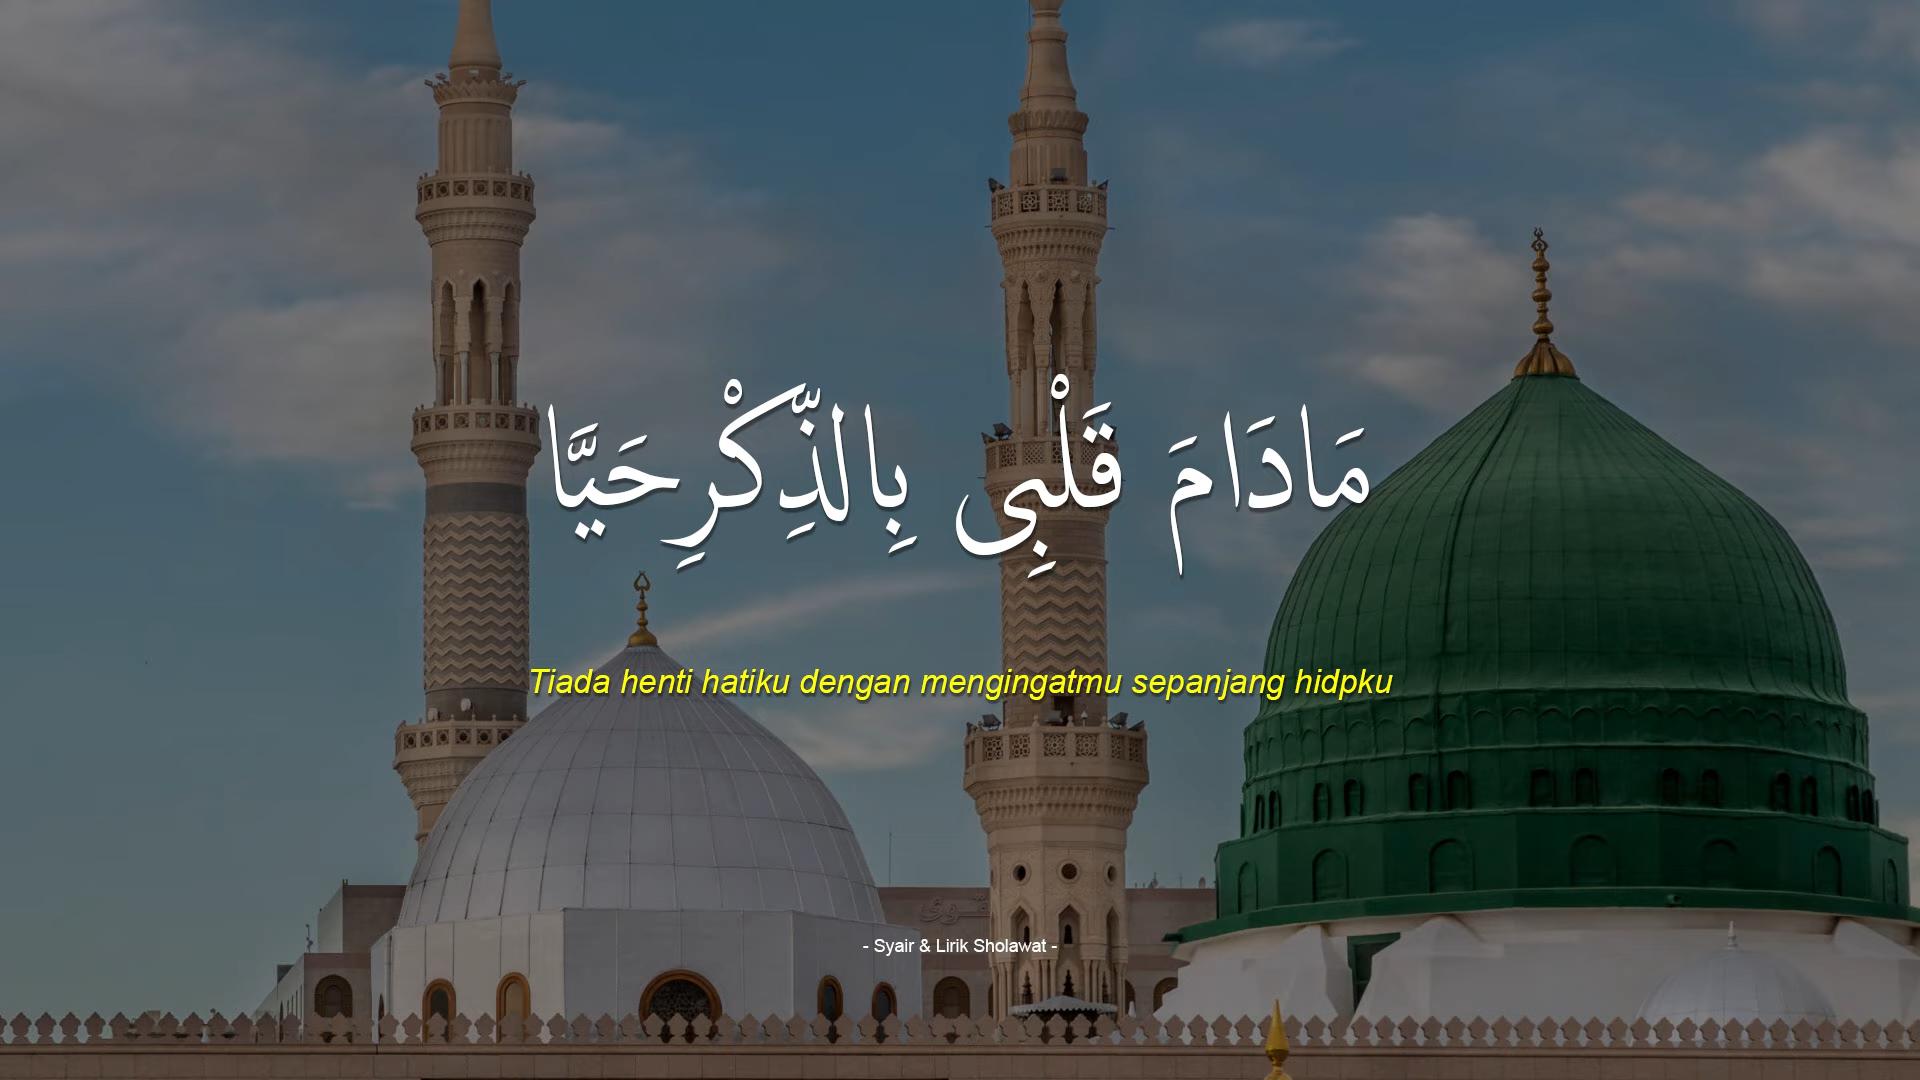 مَادَامَ قَلْبِى بِالذِّكْرِحَيَّا
Tiada henti hatiku dengan mengingatmu sepanjang hidpku
- Syair & Lirik Sholawat -